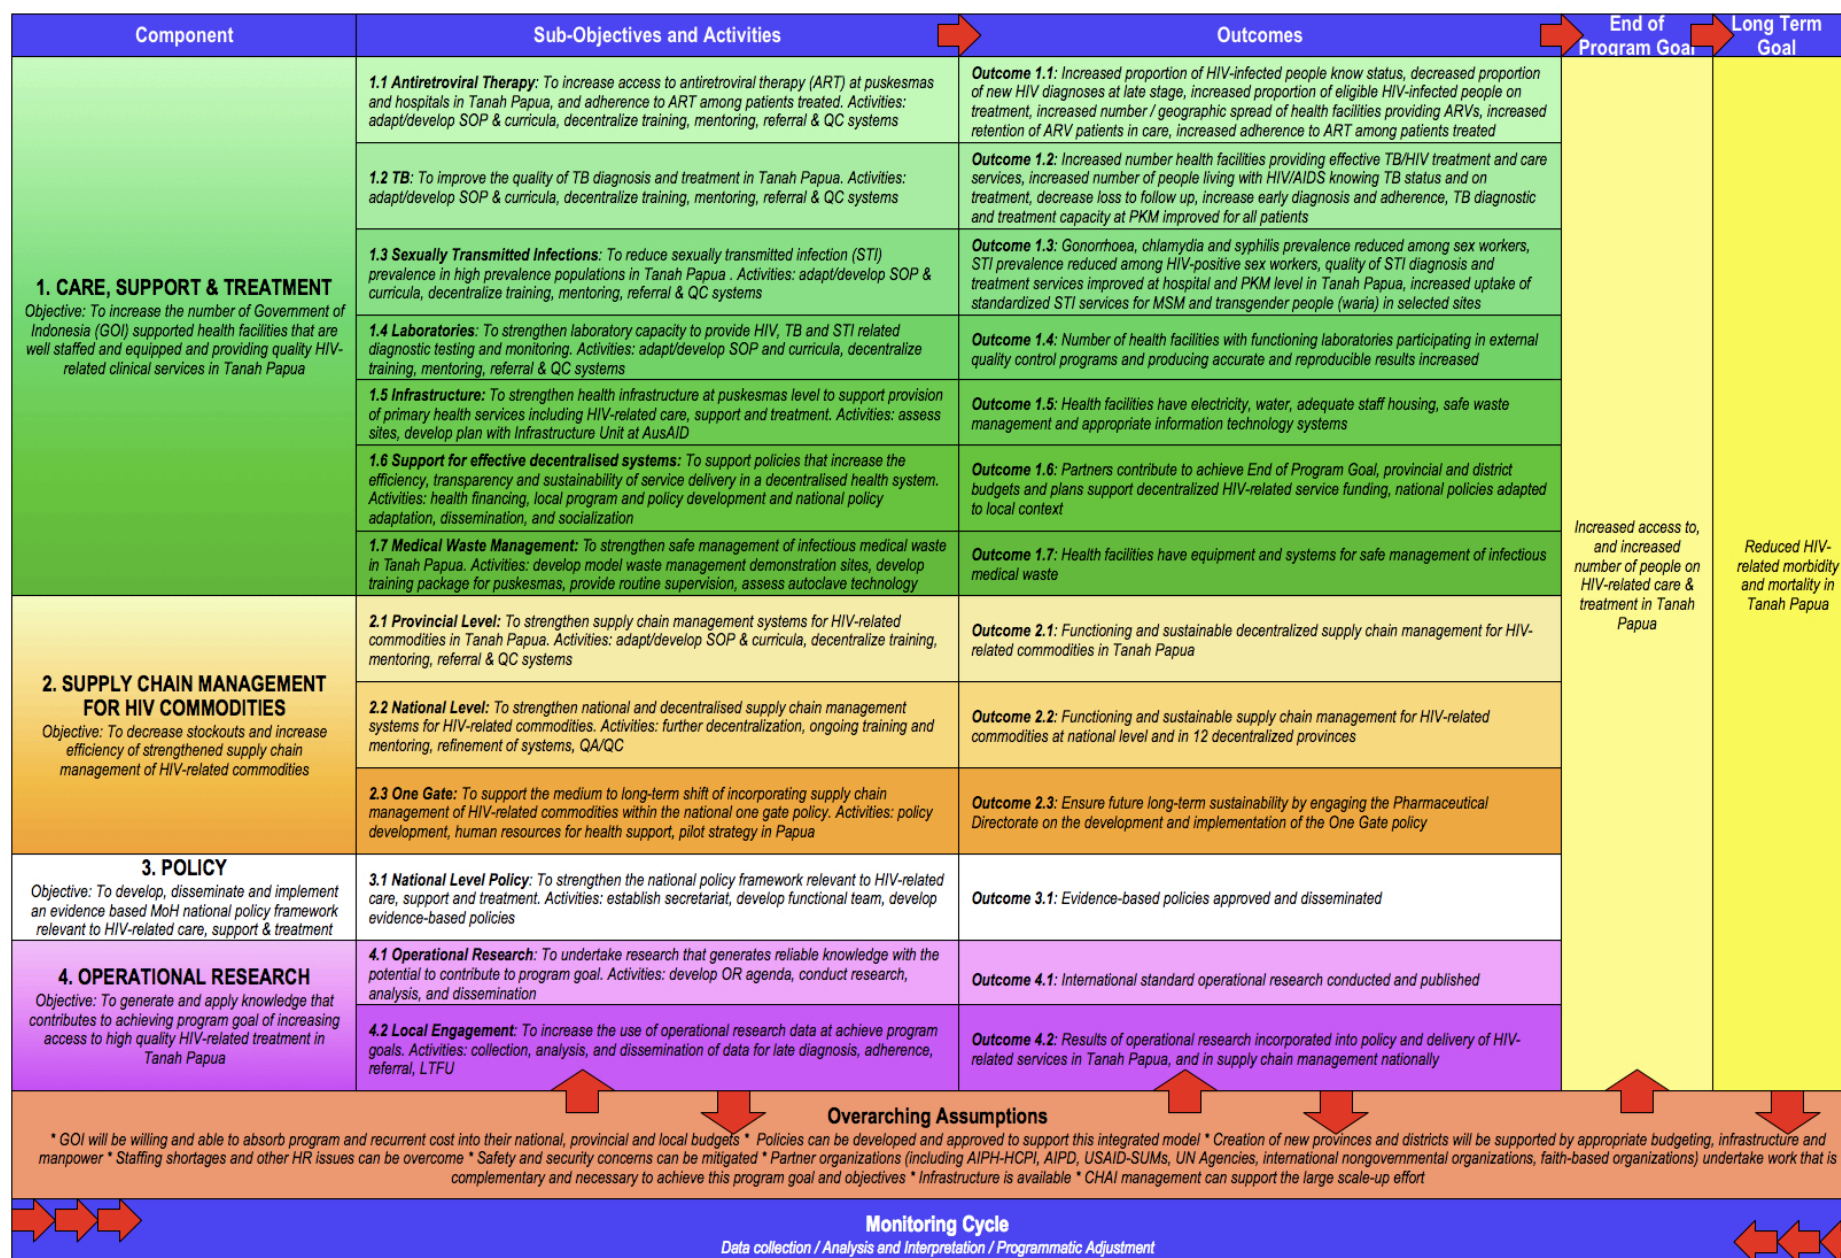 Component
Sub-Objectives and Activities
Outcomes
End of
Program Goal
Long Term
Goal
1. CARE, SUPPORT & TREATMENT
Objective: To increase the number of Government of
Indonesia (GOI) supported health facilities that are
well staffed and equipped and providing quality HIV-
related clinical services in Tanah Papua
1.1 Antiretroviral Therapy: To increase access to antiretroviral therapy (ART) at puskesmas
and hospitals in Tanah Papua, and adherence to ART among patients treated. Activities:
adapt/develop SOP & curricula, decentralize training, mentoring, referral & QC systems
Outcome 1.1: Increased proportion of HIV-infected people know status, decreased proportion
of new HIV diagnoses at late stage, increased proportion of eligible HIV-infected people on
treatment, increased number / geographic spread of health facilities providing ARVs, increased
retention of ARV patients in care, increased adherence to ART among patients treated
1.2 TB: To improve the quality of TB diagnosis and treatment in Tanah Papua. Activities:
adapt/develop SOP & curricula, decentralize training, mentoring, referral & QC systems
Outcome 1.2: Increased number health facilities providing effective TB/HIV treatment and care
services, increased number of people living with HIV/AIDS knowing TB status and on
treatment, decrease loss to follow up, increase early diagnosis and adherence, TB diagnostic
and treatment capacity at PKM improved for all patients
1.3 Sexually Transmitted Infections: To reduce sexually transmitted infection (STI)
prevalence in high prevalence populations in Tanah Papua . Activities: adapt/develop SOP &
curricula, decentralize training, mentoring, referral & QC systems
Outcome 1.3: Gonorrhoea, chlamydia and syphilis prevalence reduced among sex workers,
STI prevalence reduced among HIV-positive sex workers, quality of STI diagnosis and
treatment services improved at hospital and PKM level in Tanah Papua, increased uptake of
standardized STI services for MSM and transgender people (waria) in selected sites
1.4 Laboratories: To strengthen laboratory capacity to provide HIV, TB and STI related
diagnostic testing and monitoring. Activities: adapt/develop SOP and curricula, decentralize
training, mentoring, referral & QC systems
Outcome 1.4: Number of health facilities with functioning laboratories participating in external
quality control programs and producing accurate and reproducible results increased
1.5 Infrastructure: To strengthen health infrastructure at puskesmas level to support provision
of primary health services including HIV-related care, support and treatment. Activities: assess
sites, develop plan with Infrastructure Unit at AusAID
Outcome 1.5: Health facilities have electricity, water, adequate staff housing, safe waste
management and appropriate information technology systems
1.6 Support for effective decentralised systems: To support policies that increase the
efficiency, transparency and sustainability of service delivery in a decentralised health system.
Activities: health financing, local program and policy development and national policy
adaptation, dissemination, and socialization
Outcome 1.6: Partners contribute to achieve End of Program Goal, provincial and district
budgets and plans support decentralized HIV-related service funding, national policies adapted
to local context
1.7 Medical Waste Management: To strengthen safe management of infectious medical waste
in Tanah Papua. Activities: develop model waste management demonstration sites, develop
training package for puskesmas, provide routine supervision, assess autoclave technology
Outcome 1.7: Health facilities have equipment and systems for safe management of infectious
medical waste
2. SUPPLY CHAIN MANAGEMENT
FOR HIV COMMODITIES
Objective: To decrease stockouts and increase
efficiency of strengthened supply chain
management of HIV-related commodities
2.1 Provincial Level: To strengthen supply chain management systems for HIV-related
commodities in Tanah Papua. Activities: adapt/develop SOP & curricula, decentralize training,
mentoring, referral & QC systems
Outcome 2.1: Functioning and sustainable decentralized supply chain management for HIV-
related commodities in Tanah Papua
2.2 National Level: To strengthen national and decentralised supply chain management
systems for HIV-related commodities. Activities: further decentralization, ongoing training and
mentoring, refinement of systems, QA/QC
Outcome 2.2: Functioning and sustainable supply chain management for HIV-related
commodities at national level and in 12 decentralized provinces
2.3 One Gate: To support the medium to long-term shift of incorporating supply chain
management of HIV-related commodities within the national one gate policy. Activities: policy
development, human resources for health support, pilot strategy in Papua
Outcome 2.3: Ensure future long-term sustainability by engaging the Pharmaceutical
Directorate on the development and implementation of the One Gate policy
3. POLICY
Objective: To develop, disseminate and implement
an evidence based MoH national policy framework
relevant to HIV-related care, support & treatment
3.1 National Level Policy: To strengthen the national policy framework relevant to HIV-related
care, support and treatment. Activities: establish secretariat, develop functional team, develop
evidence-based policies
Outcome 3.1: Evidence-based policies approved and disseminated
4. OPERATIONAL RESEARCH
Objective: To generate and apply knowledge that
contributes to achieving program goal of increasing
access to high quality HIV-related treatment in
Tanah Papua
4.1 Operational Research: To undertake research that generates reliable knowledge with the
potential to contribute to program goal. Activities: develop OR agenda, conduct research,
analysis, and dissemination
Outcome 4.1: International standard operational research conducted and published
4.2 Local Engagement: To increase the use of operational research data at achieve program
goals. Activities: collection, analysis, and dissemination of data for late diagnosis, adherence,
referral, LTFU
Outcome 4.2: Results of operational research incorporated into policy and delivery of HIV-
related services in Tanah Papua, and in supply chain management nationally
Increased access to,
and increased
number of people on
HIV-related care &
treatment in Tanah
Papua
Reduced HIV-
related morbidity
and mortality in
Tanah Papua
Overarching Assumptions
* GOI will be willing and able to absorb program and recurrent cost into their national, provincial and local budgets * Policies can be developed and approved to support this integrated model * Creation of new provinces and districts will be supported by appropriate budgeting, infrastructure and
manpower * Staffing shortages and other HR issues can be overcome * Safety and security concerns can be mitigated * Partner organizations (including AIPH-HCPI, AIPD, USAID-SUMs, UN Agencies, international nongovernmental organizations, faith-based organizations) undertake work that is
complementary and necessary to achieve this program goal and objectives * Infrastructure is available * CHAI management can support the large scale-up effort
Monitoring Cycle
Data collection / Analysis and Interpretation / Programmatic Adjustment